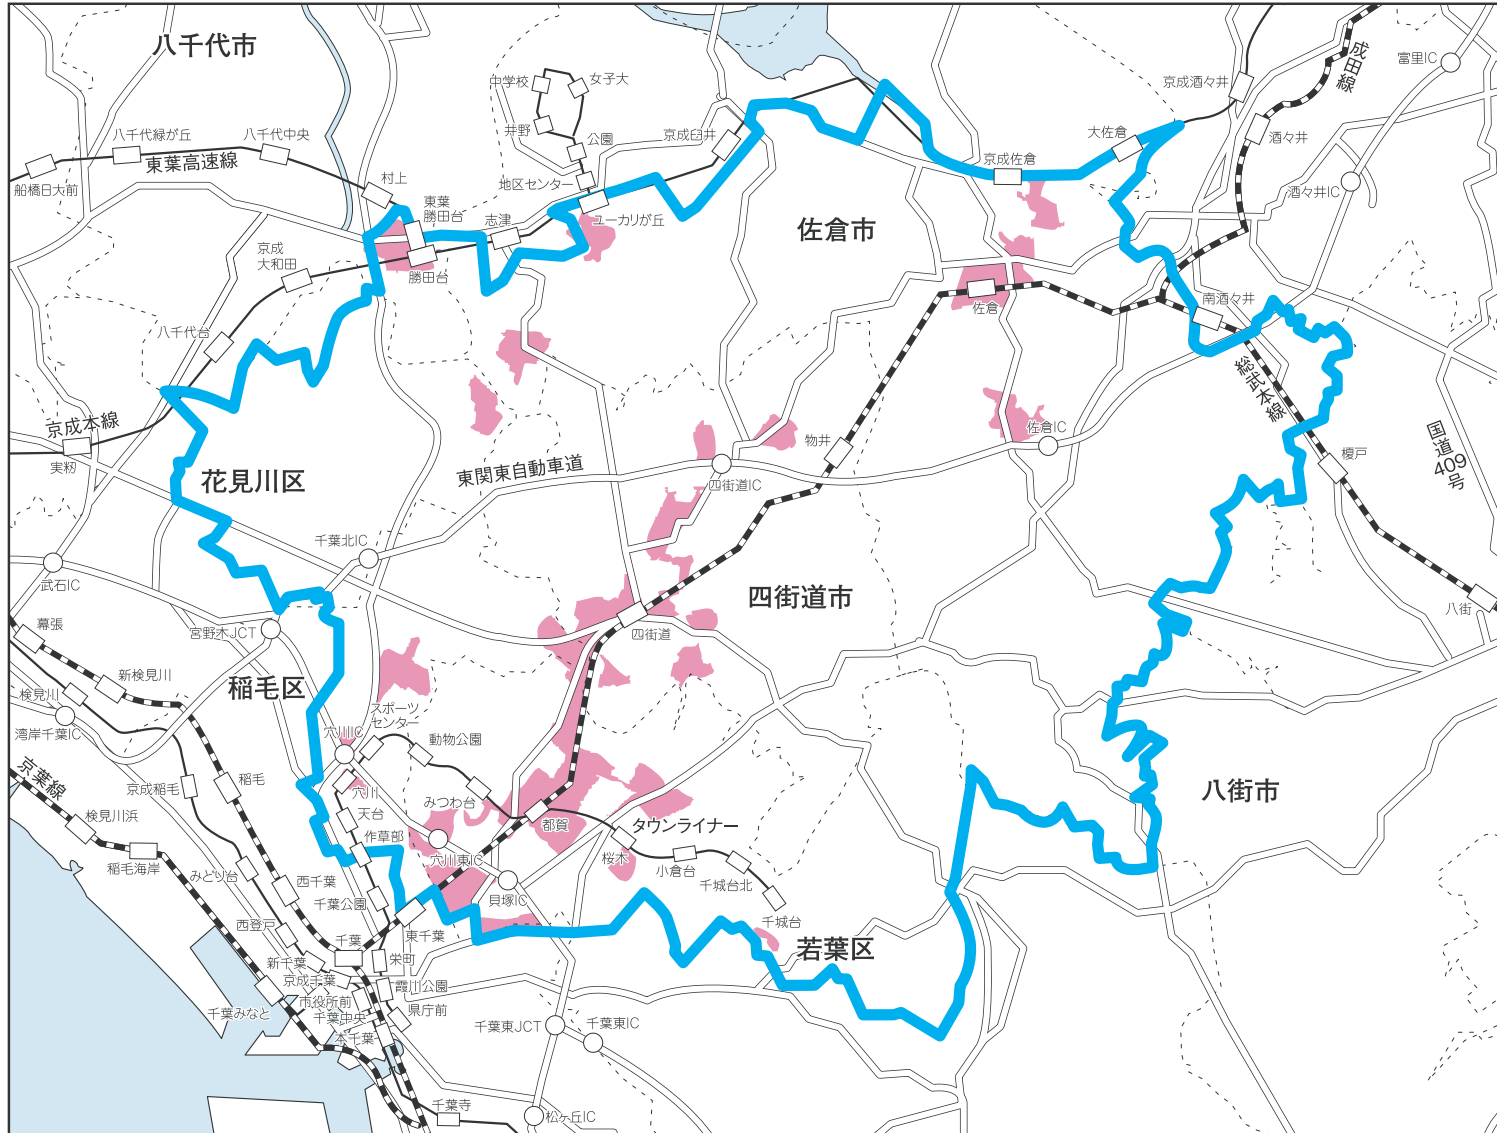 八千代市
成
田
線
富里IC
中学校
女子大
京成酒々井
井野
公園
京成臼井
大佐倉
酒々井
八千代緑が丘
八千代中央
東葉高速線
船橋日大前
村上
地区センター
京成佐倉
酒々井IC
東葉
勝田台
志津
ユーカリが丘
佐倉市
京成
大和田
勝田台
佐倉
南酒々井
八千代台
総
武
本
線
京成本線
実籾
佐倉IC
物井
国
道
409
号
榎戸
花見川区
東関東自動車道
四街道IC
千葉北IC
武石IC
四街道市
八街
幕張
宮野木JCT
四街道
新検見川
稲毛区
検見川
スポーツ
センター
湾岸千葉IC
穴川IC
動物公園
京葉線
京成稲毛
稲毛
穴川
八街市
検見川浜
天台
みつわ台
都賀
タウンライナー
作草部
稲毛海岸
みどり台
穴川東IC
桜木
小倉台
千城台北
西千葉
千葉公園
貝塚IC
千城台
西登戸
千葉
東千葉
若葉区
新千葉
栄町
京成千葉
葭川公園
市役所前
千葉みなと
千葉中央
県庁前
本千葉
千葉東JCT
千葉東IC
千葉寺
松ヶ丘IC